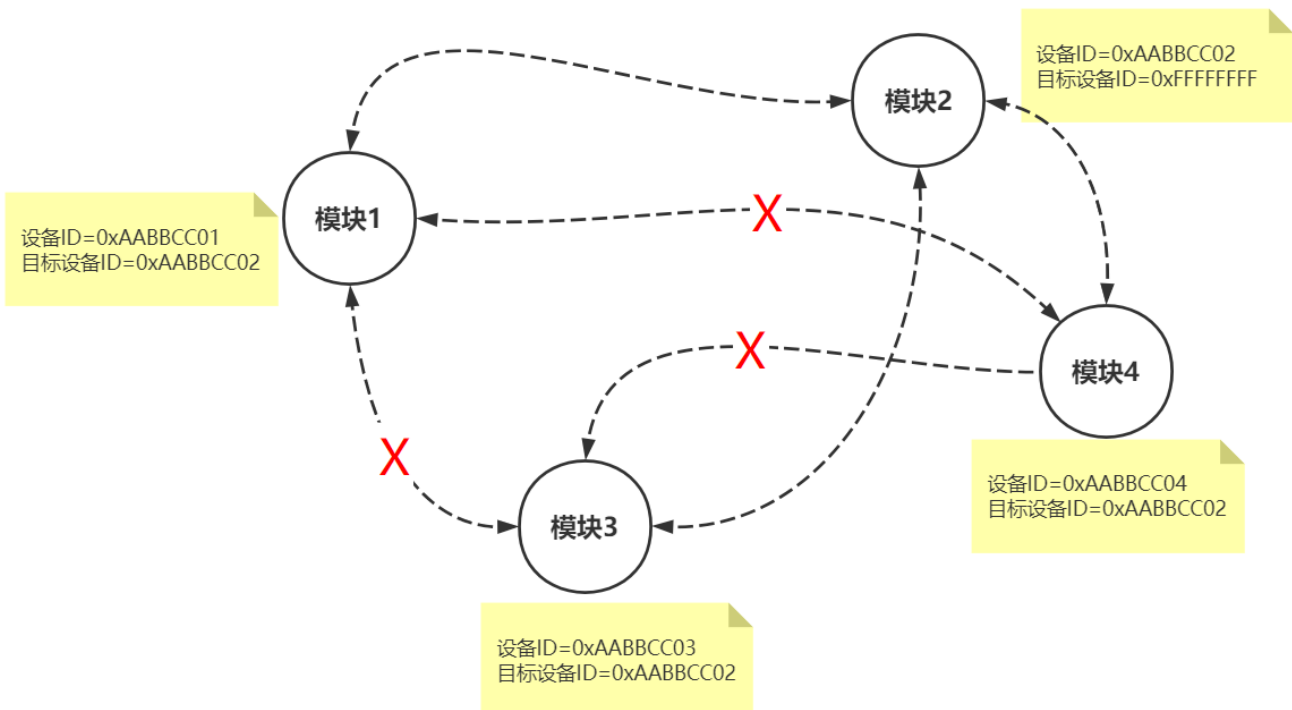 设备ID=0xAABBCC02
目标设备ID=0xFFFFFFFF
模块2
模块1
X
设备ID=0xAABBCC01
目标设备ID=0xAABBCC02
X
模块4
X
设备ID=0xAABBCC04
目标设备ID=0xAABBCC02
模块3
设备ID=0xAABBCC03
目标设备ID=0xAABBCC02